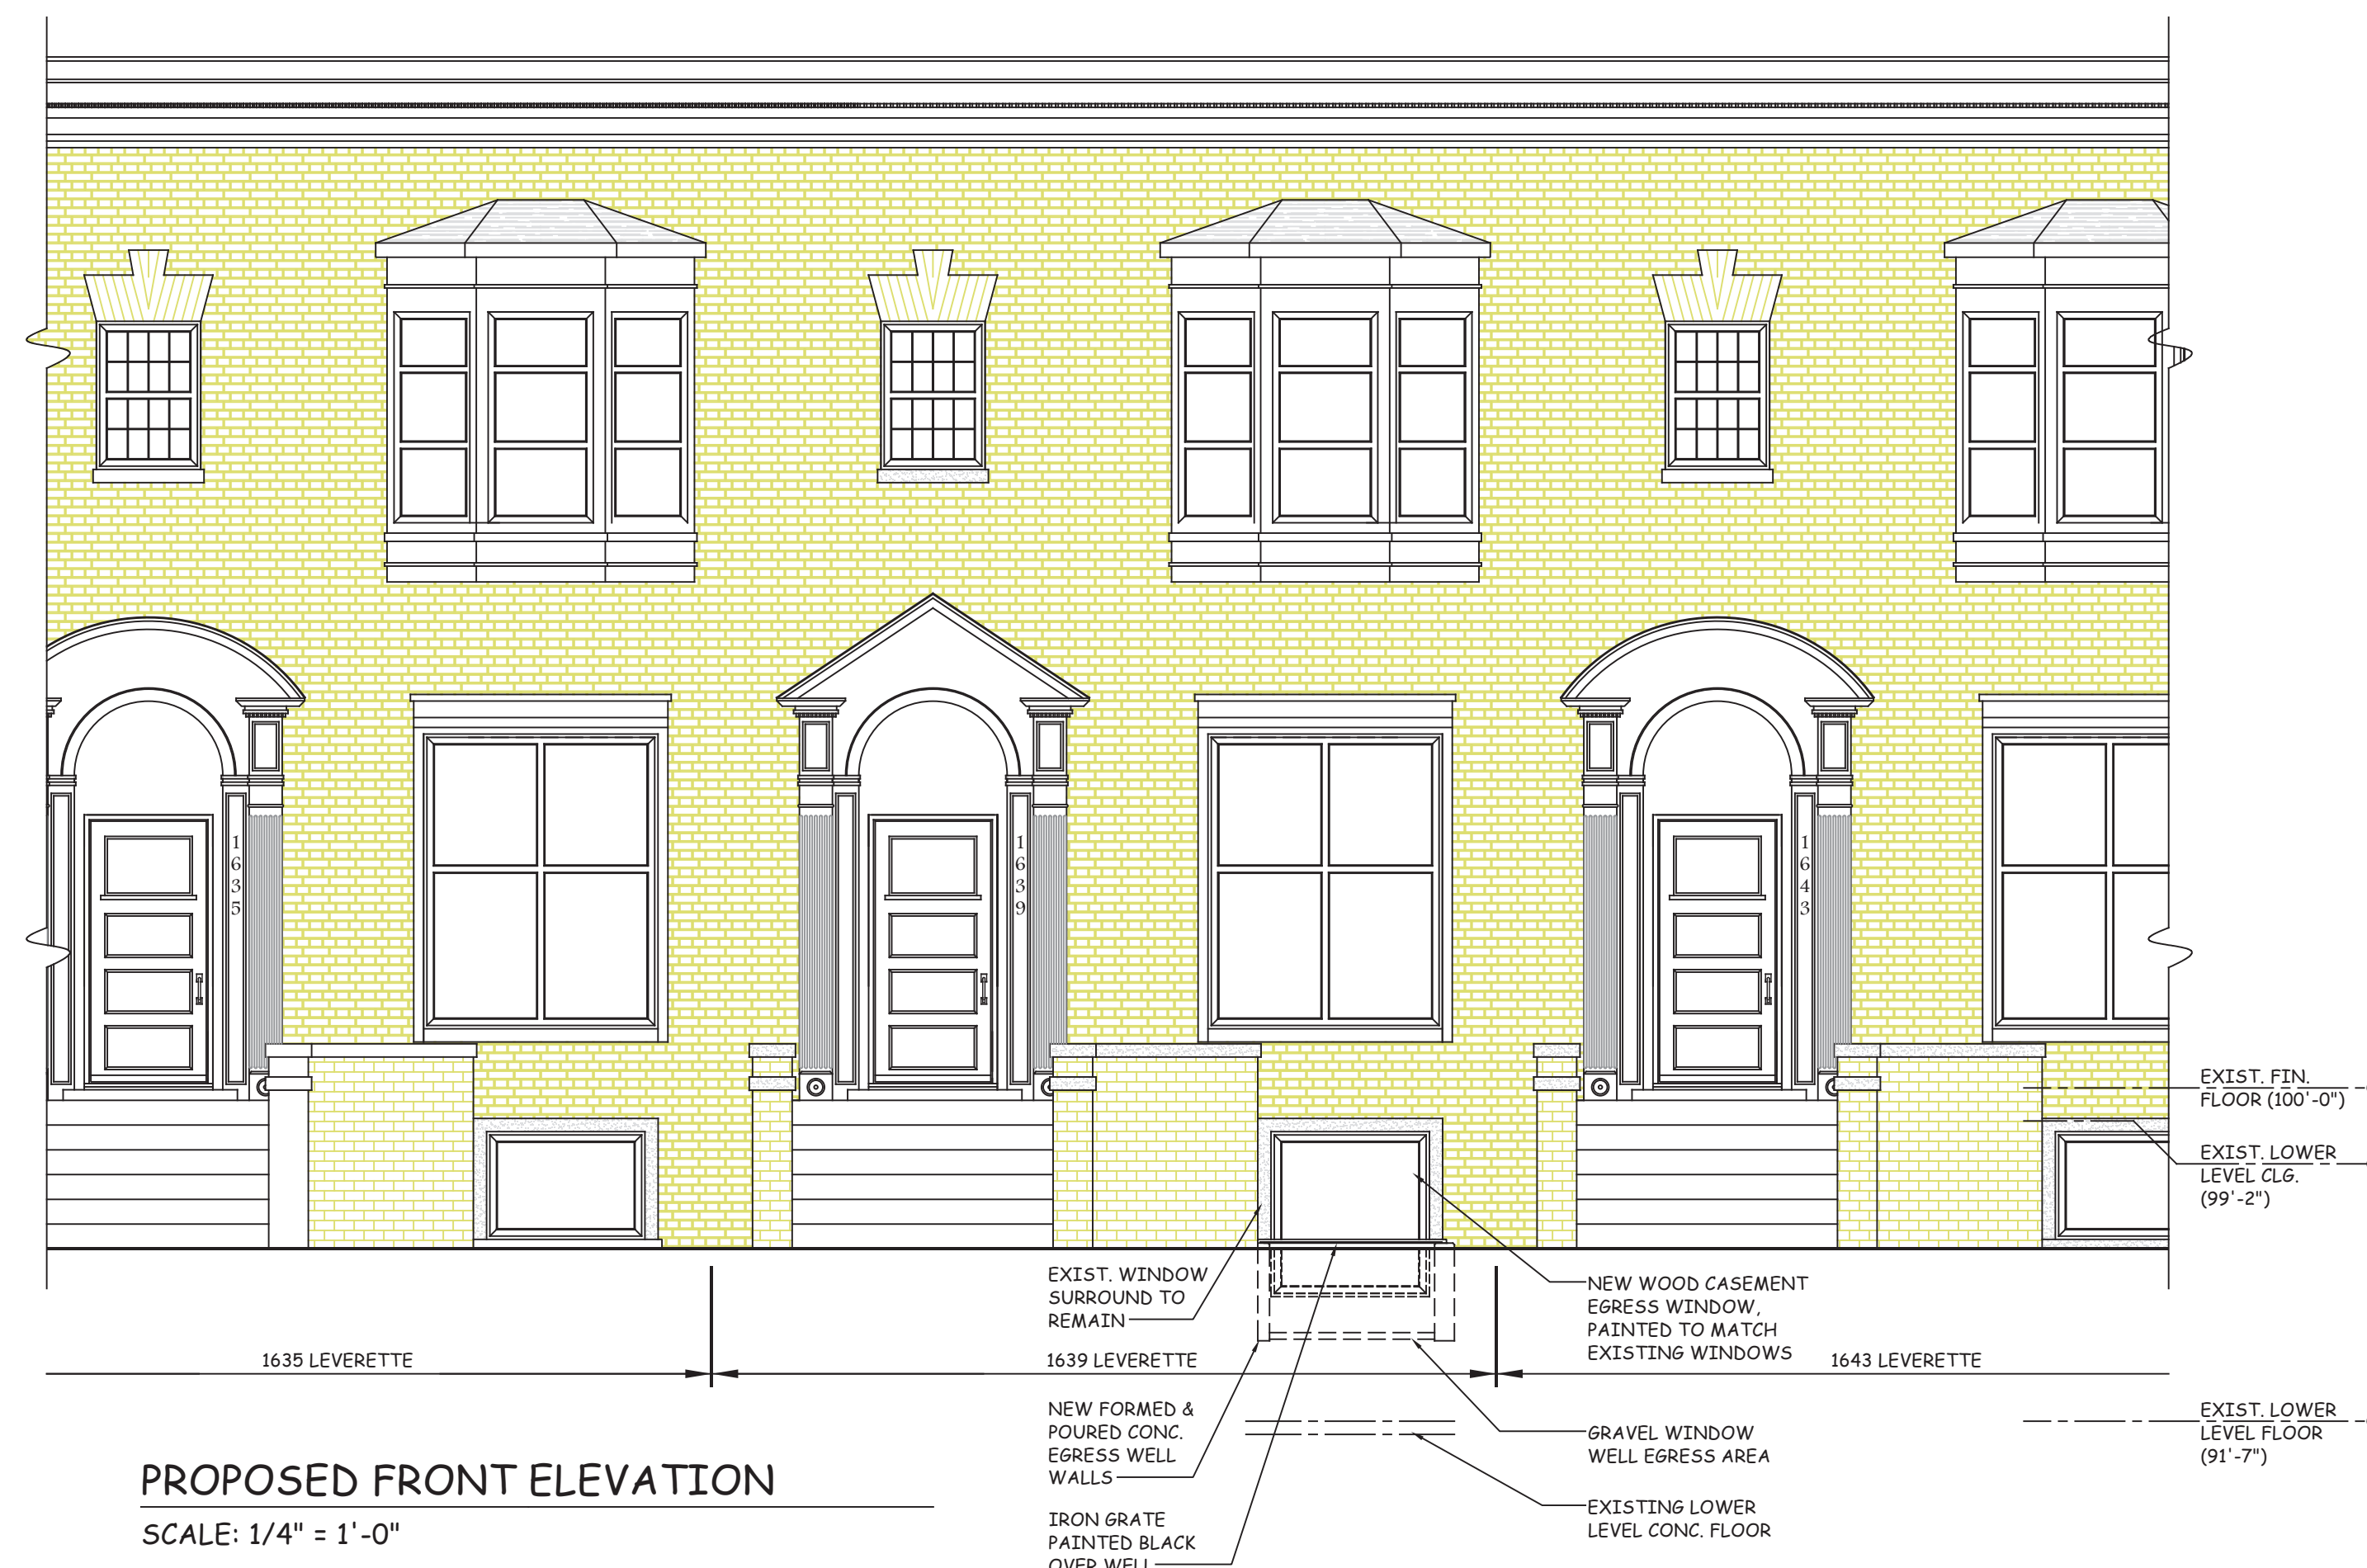 1
6
3
5
1
6
3
9
1
6
4
3
EXIST. FIN.
FLOOR (100'-0")
EXIST. LOWER
LEVEL CLG.
(99'-2")
EXIST. WINDOW
SURROUND TO
REMAIN
NEW WOOD CASEMENT
EGRESS WINDOW,
PAINTED TO MATCH
EXISTING WINDOWS
1635 LEVERETTE
1639 LEVERETTE
1643 LEVERETTE
NEW FORMED &
POURED CONC.
EGRESS WELL
WALLS
GRAVEL WINDOW
WELL EGRESS AREA
EXIST. LOWER
LEVEL FLOOR
(91'-7")
EXISTING LOWER
LEVEL CONC. FLOOR
IRON GRATE
PAINTED BLACK
OVER WELL
PROPOSED FRONT ELEVATION
SCALE: 1/4" = 1'-0"